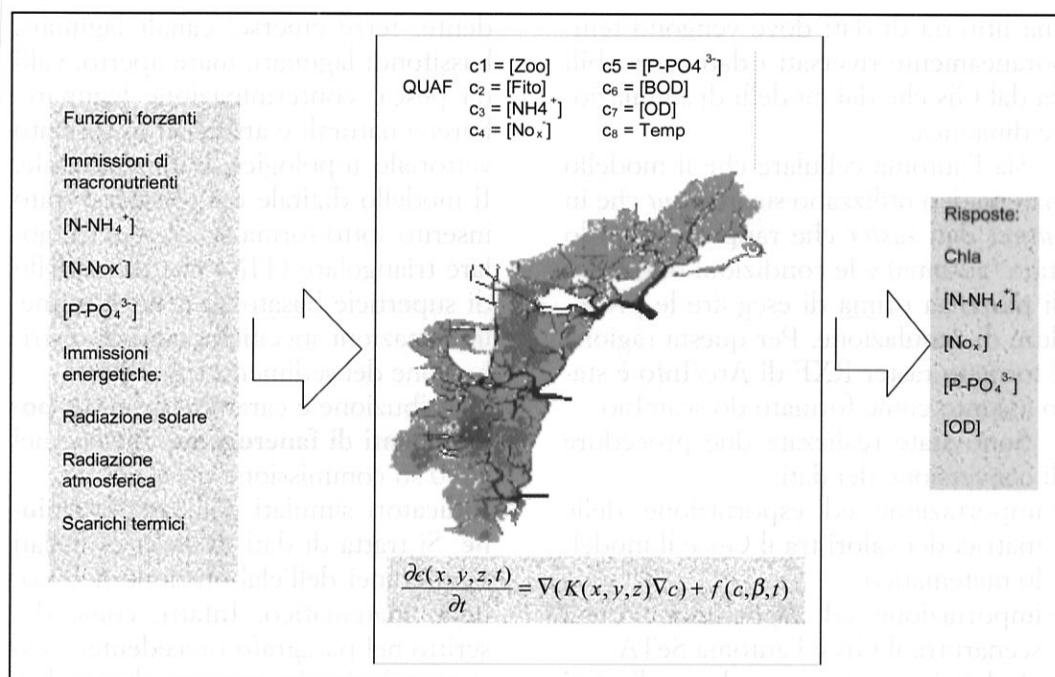 Funzioni forzanti
Immissioni di
macronutrienti
[N-NH₄⁺]
[N-Nox⁻]
[P-PO₄³⁻]
Immissioni
energetiche:
Radiazione solare
Radiazione
atmosferica
Scarichi termici
QUAF
c1 = [Zoo]
c₂ = [Fito]
c₃ = [NH4⁺]
c₄ = [Noₓ⁻]
c5 = [P-PO4³⁻]
c₆ = [BOD]
c₇ = [OD]
c₈ = Temp
∂c(x,y,z,t)/∂t = ∇(K(x,y,z)∇c) + f(c,β,t)
Risposte:
Chla
[N-NH₄⁺]
[Noₓ⁻]
[P-PO₄³⁻]
[OD]